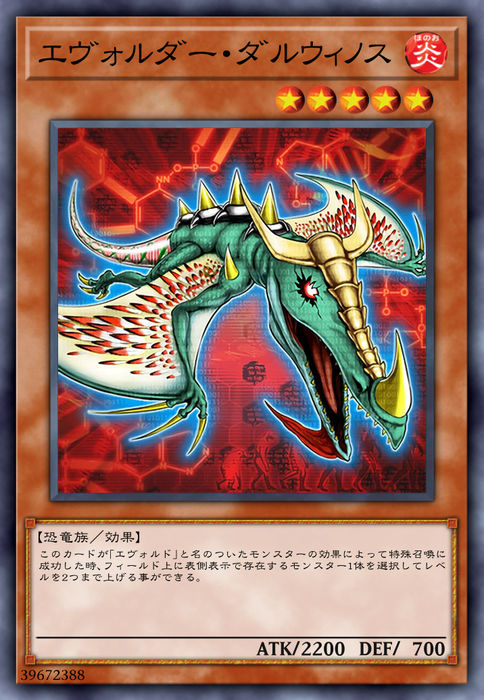 エヴォルダー・ダルウィノス
ほのお
炎
【恐竜族／効果】
このカードが「エヴォルド」と名のついたモンスターの効果によって特殊召喚に
成功した時、フィールド上に表側表示で存在するモンスター1体を選択してレベ
ルを2つまで上げる事ができる。
ATK/2200 DEF/ 700
39672388